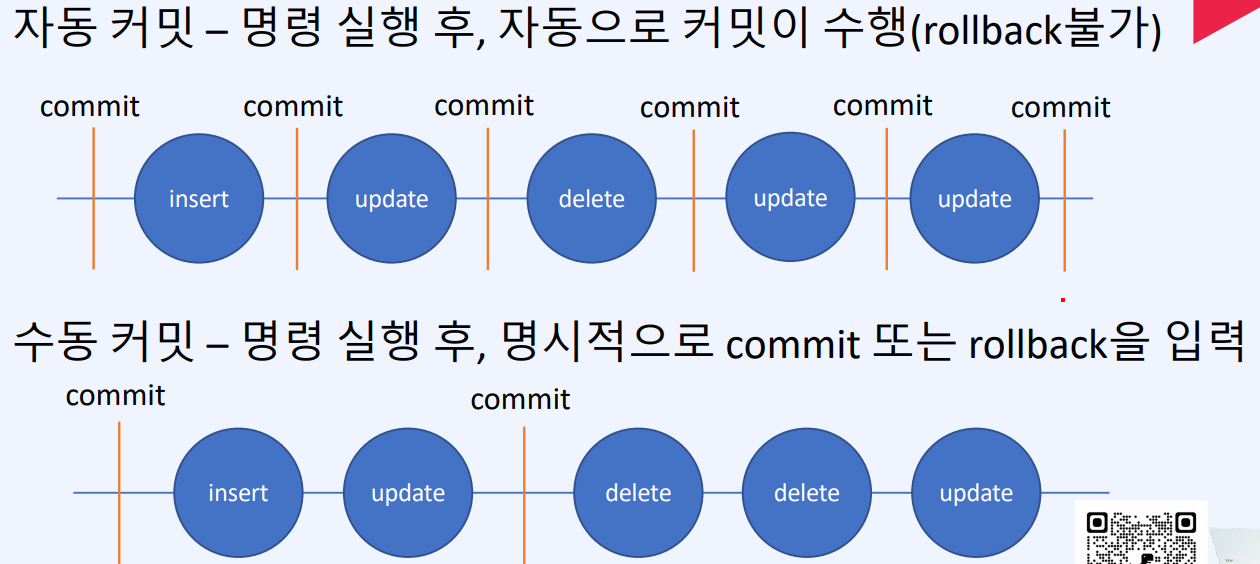 자동 커밋 – 명령 실행 후, 자동으로 커밋이 수행(rollback불가)
commit commit commit commit commit commit
insert update delete update update
수동 커밋 – 명령 실행 후, 명시적으로 commit 또는 rollback을 입력
commit commit
insert update delete delete update